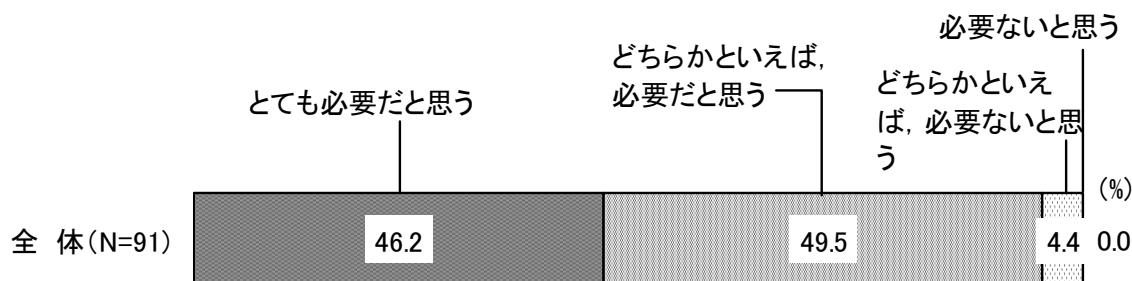 必要ないと思う
どちらかといえば,
必要だと思う
どちらかといえ
ば, 必要ないと思
う
とても必要だと思う
(%)
全 体(N=91)
46.2
49.5
4.4
0.0